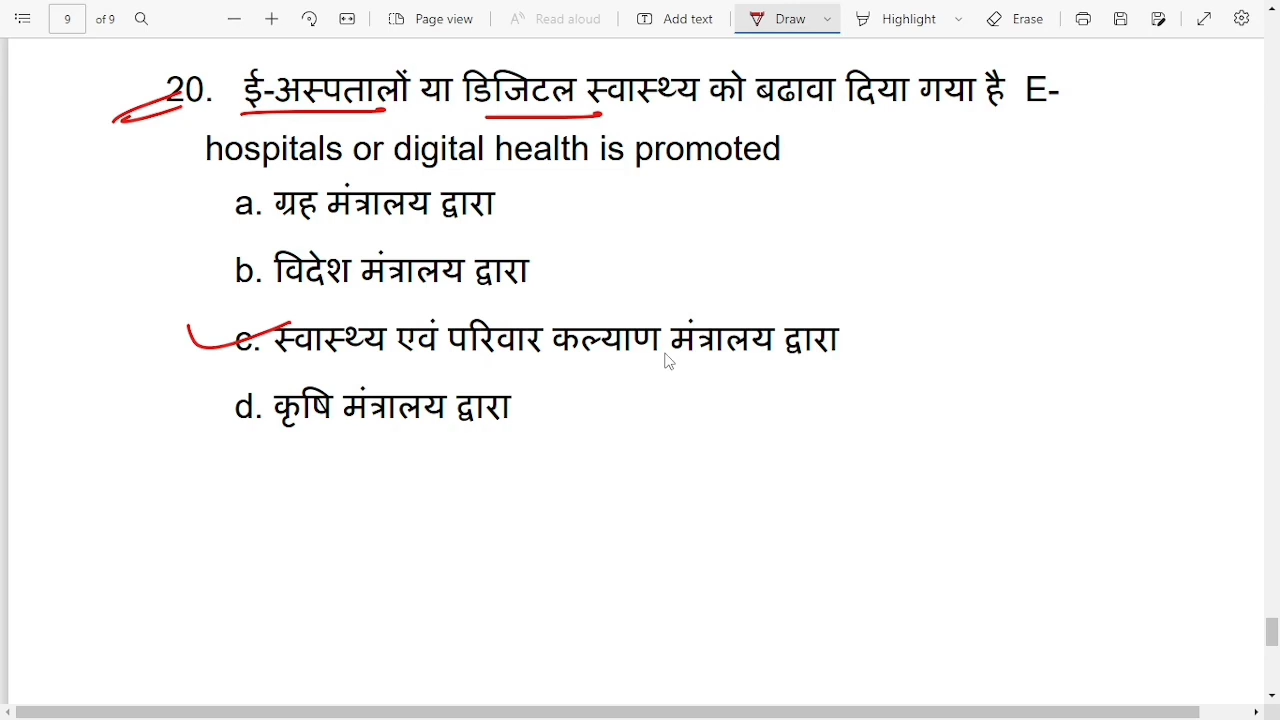 9 of 9 Page view Read aloud Add text Draw Highlight Erase
20. ई-अस्पतालों या डिजिटल स्वास्थ्य को बढावा दिया गया है E-
hospitals or digital health is promoted
a. ग्रह मंत्रालय द्वारा
b. विदेश मंत्रालय द्वारा
c. स्वास्थ्य एवं परिवार कल्याण मंत्रालय द्वारा
d. कृषि मंत्रालय द्वारा